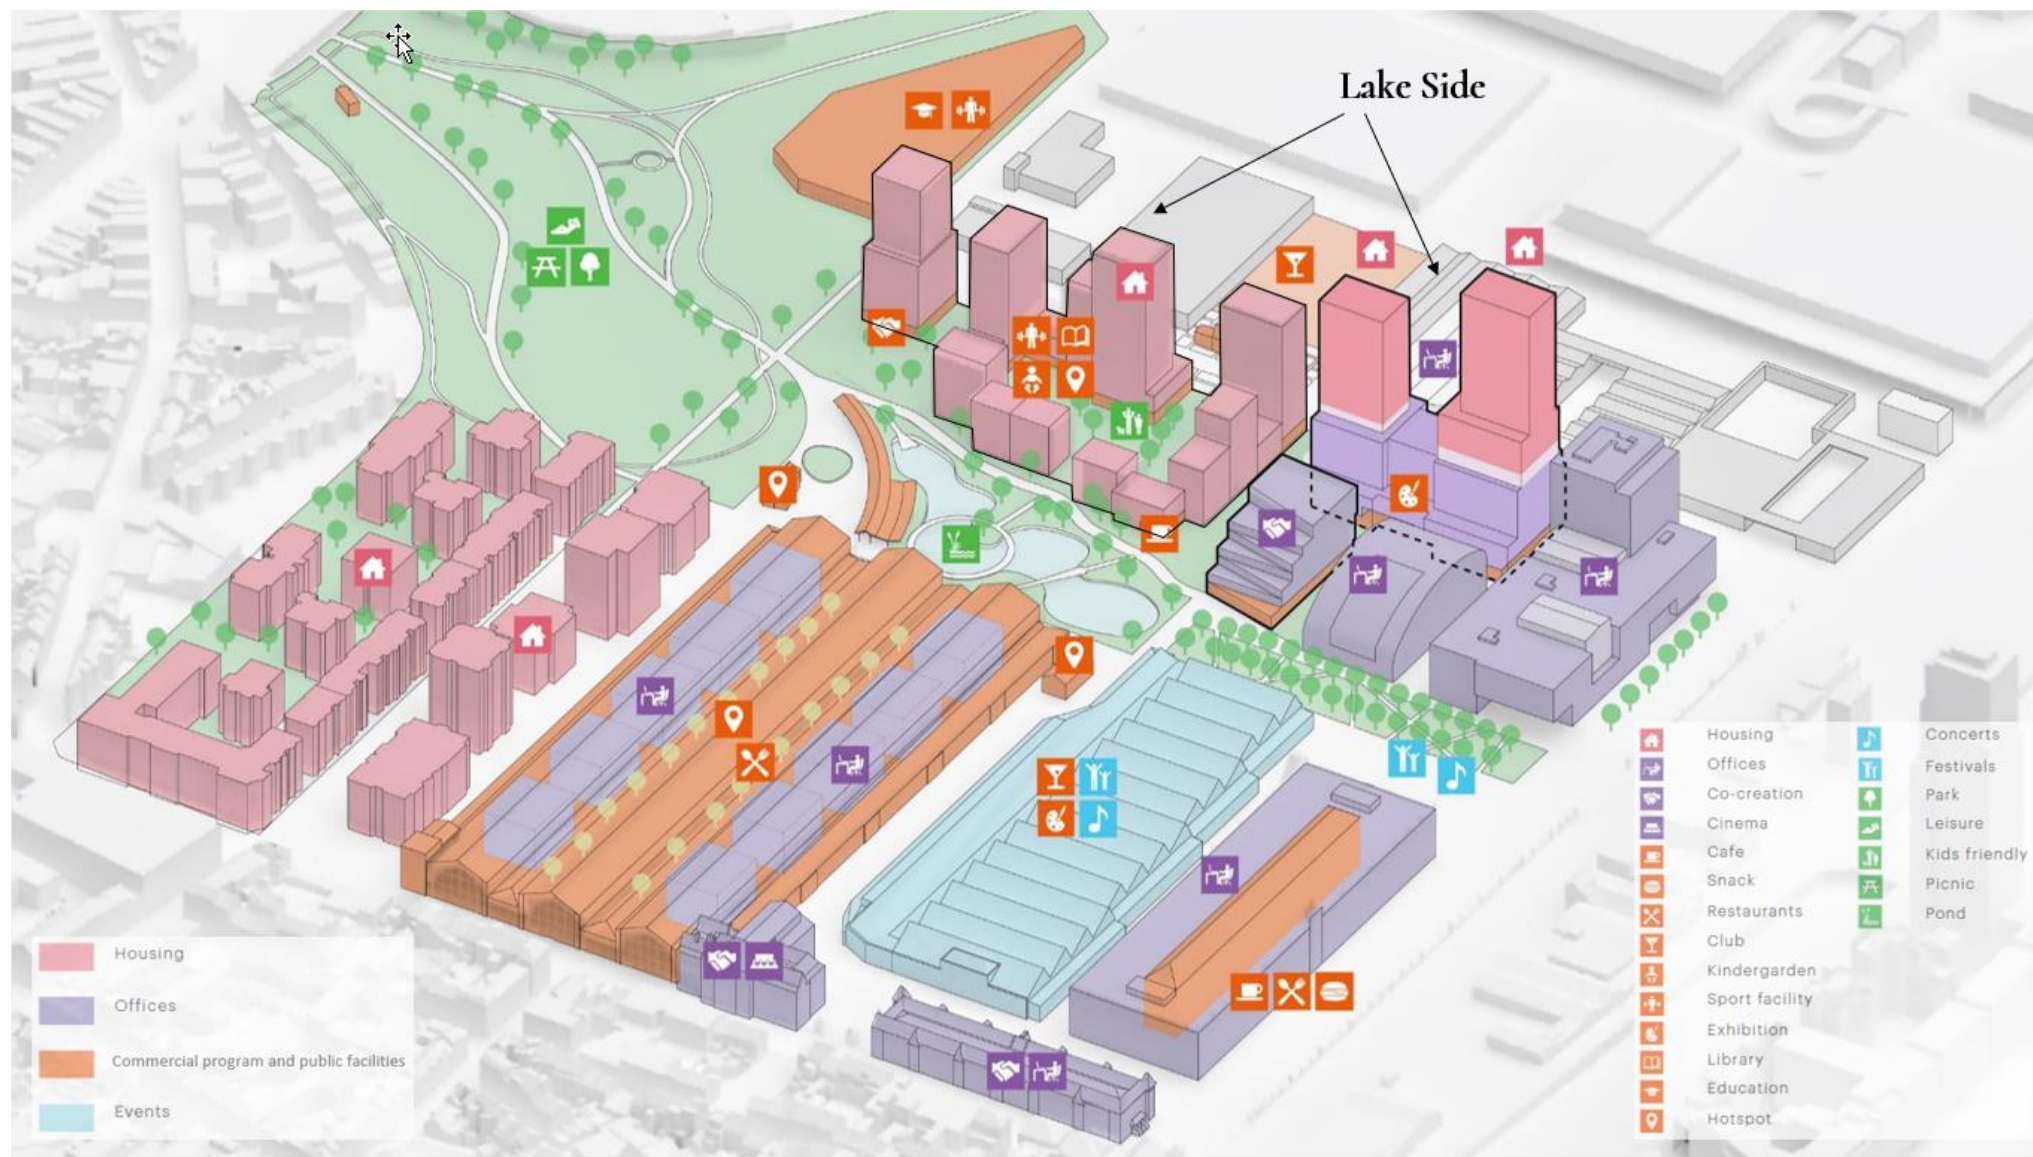 Lake Side
Housing
Offices
Commercial program and public facilities
Events
Housing
Offices
Co-creation
Cinema
Cafe
Snack
Restaurants
Club
Kindergarden
Sport facility
Exhibition
Library
Education
Hotspot
Concerts
Festivals
Park
Leisure
Kids friendly
Picnic
Pond